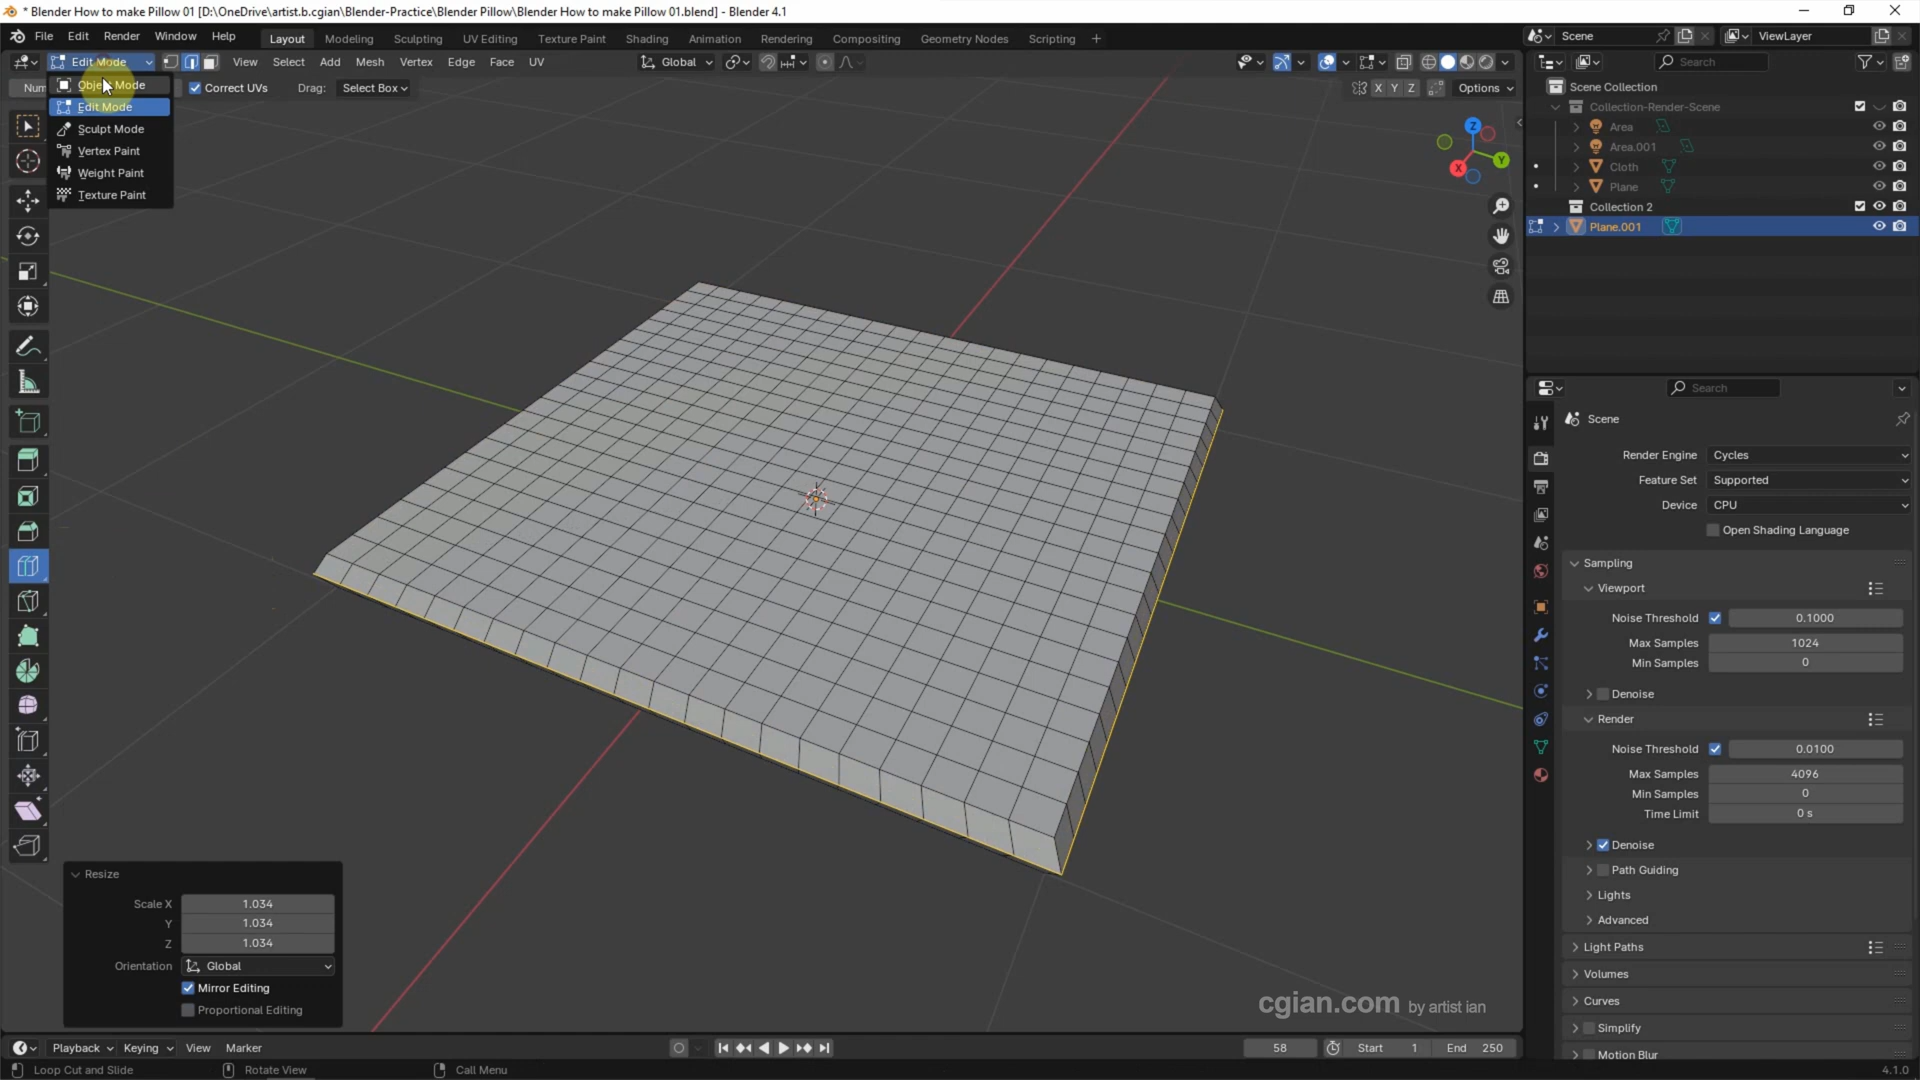 * Blender How to make Pillow 01 [D:\OneDrive\artist.b.cgian\Blender-Practice\Blender Pillow\Blender How to make Pillow 01.blend] - Blender 4.1
File Edit Render Window Help
Layout Modeling Sculpting UV Editing Texture Paint Shading Animation Rendering Compositing Geometry Nodes Scripting +
Scene
ViewLayer
Edit Mode
View Select Add Mesh Vertex Edge Face UV
Global
Num
Correct UVs
Drag:
Select Box
X Y Z
Options
Object Mode
Edit Mode
Sculpt Mode
Vertex Paint
Weight Paint
Texture Paint
Z
Y
X
Search
Scene Collection
Collection-Render-Scene
Area
Area.001
Cloth
Plane
Collection 2
Plane.001
Search
Scene
Render Engine Cycles
Feature Set Supported
Device CPU
Open Shading Language
Sampling
Viewport
Noise Threshold 0.1000
Max Samples 1024
Min Samples 0
Denoise
Render
Noise Threshold 0.0100
Max Samples 4096
Min Samples 0
Time Limit 0 s
Denoise
Path Guiding
Lights
Advanced
Light Paths
Volumes
Curves
Simplify
Motion Blur
Resize
Scale X 1.034
Y 1.034
Z 1.034
Orientation Global
Mirror Editing
Proportional Editing
cgian.com by artist ian
Playback Keying View Marker
58
Start 1
End 250
Loop Cut and Slide
Rotate View
Call Menu
4.1.0